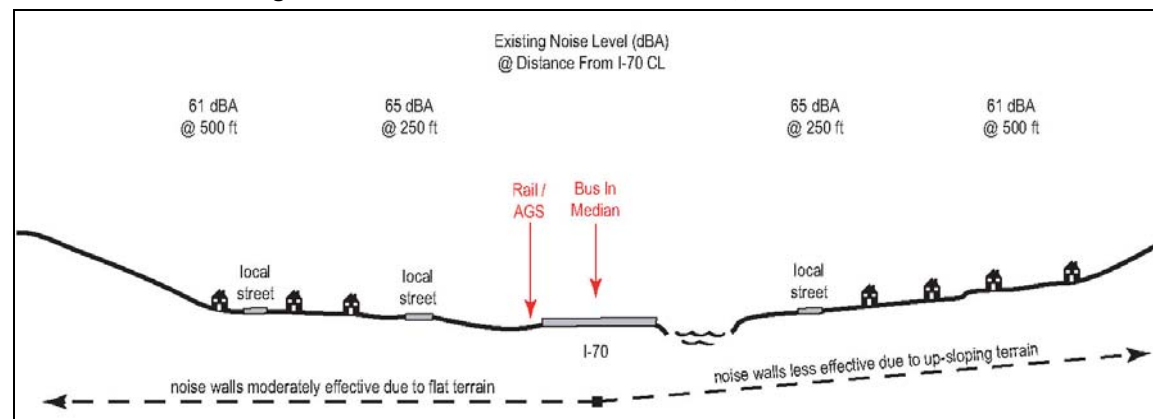 Existing Noise Level (dBA)
@ Distance From I-70 CL
61 dBA
@ 500 ft
65 dBA
@ 250 ft
65 dBA
@ 250 ft
61 dBA
@ 500 ft
Rail /
AGS
Bus In
Median
local
street
local
street
local
street
I-70
noise walls moderately effective due to flat terrain
noise walls less effective due to up-sloping terrain